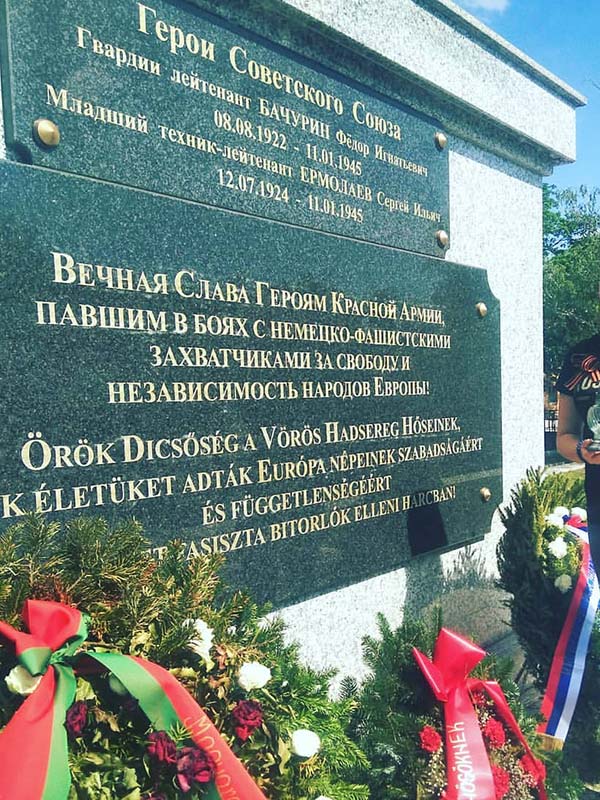 Герои Советского Союза
Гвардии лейтенант БАЧУРИН Фёдор Игнатьевич
08.08.1922 - 11.01.1945
Младший техник-лейтенант ЕРМОЛАЕВ Сергей Ильич
12.07.1924 - 11.01.1945
ВЕЧНАЯ СЛАВА ГЕРОЯМ КРАСНОЙ АРМИИ,
ПАВШИМ В БОЯХ С НЕМЕЦКО-ФАШИСТСКИМИ
ЗАХВАТЧИКАМИ ЗА СВОБОДУ И
НЕЗАВИСИМОСТЬ НАРОДОВ ЕВРОПЫ!
ÖRÖK DICSŐSÉG A VÖRÖS HADSEREG HŐSEINEK,
K ÉLETÜKET ADTÁK EURÓPA NÉPEINEK SZABADSÁGÁÉRT
ÉS FÜGGETLENSÉGÉÉRT
FASISZTA BITORLÓK ELLENI HARCBAN!